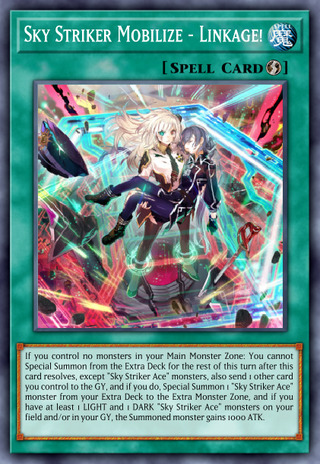 Sky Striker Mobilize - Linkage!
魔
[Spell Card]
If you control no monsters in your Main Monster Zone: You cannot
Special Summon from the Extra Deck for the rest of this turn after this
card resolves, except "Sky Striker Ace" monsters, also send 1 other card
you control to the GY, and if you do, Special Summon 1 "Sky Striker Ace"
monster from your Extra Deck to the Extra Monster Zone, and if you
have at least 1 LIGHT and 1 DARK "Sky Striker Ace" monsters on your
field and/or in your GY, the Summoned monster gains 1000 ATK.